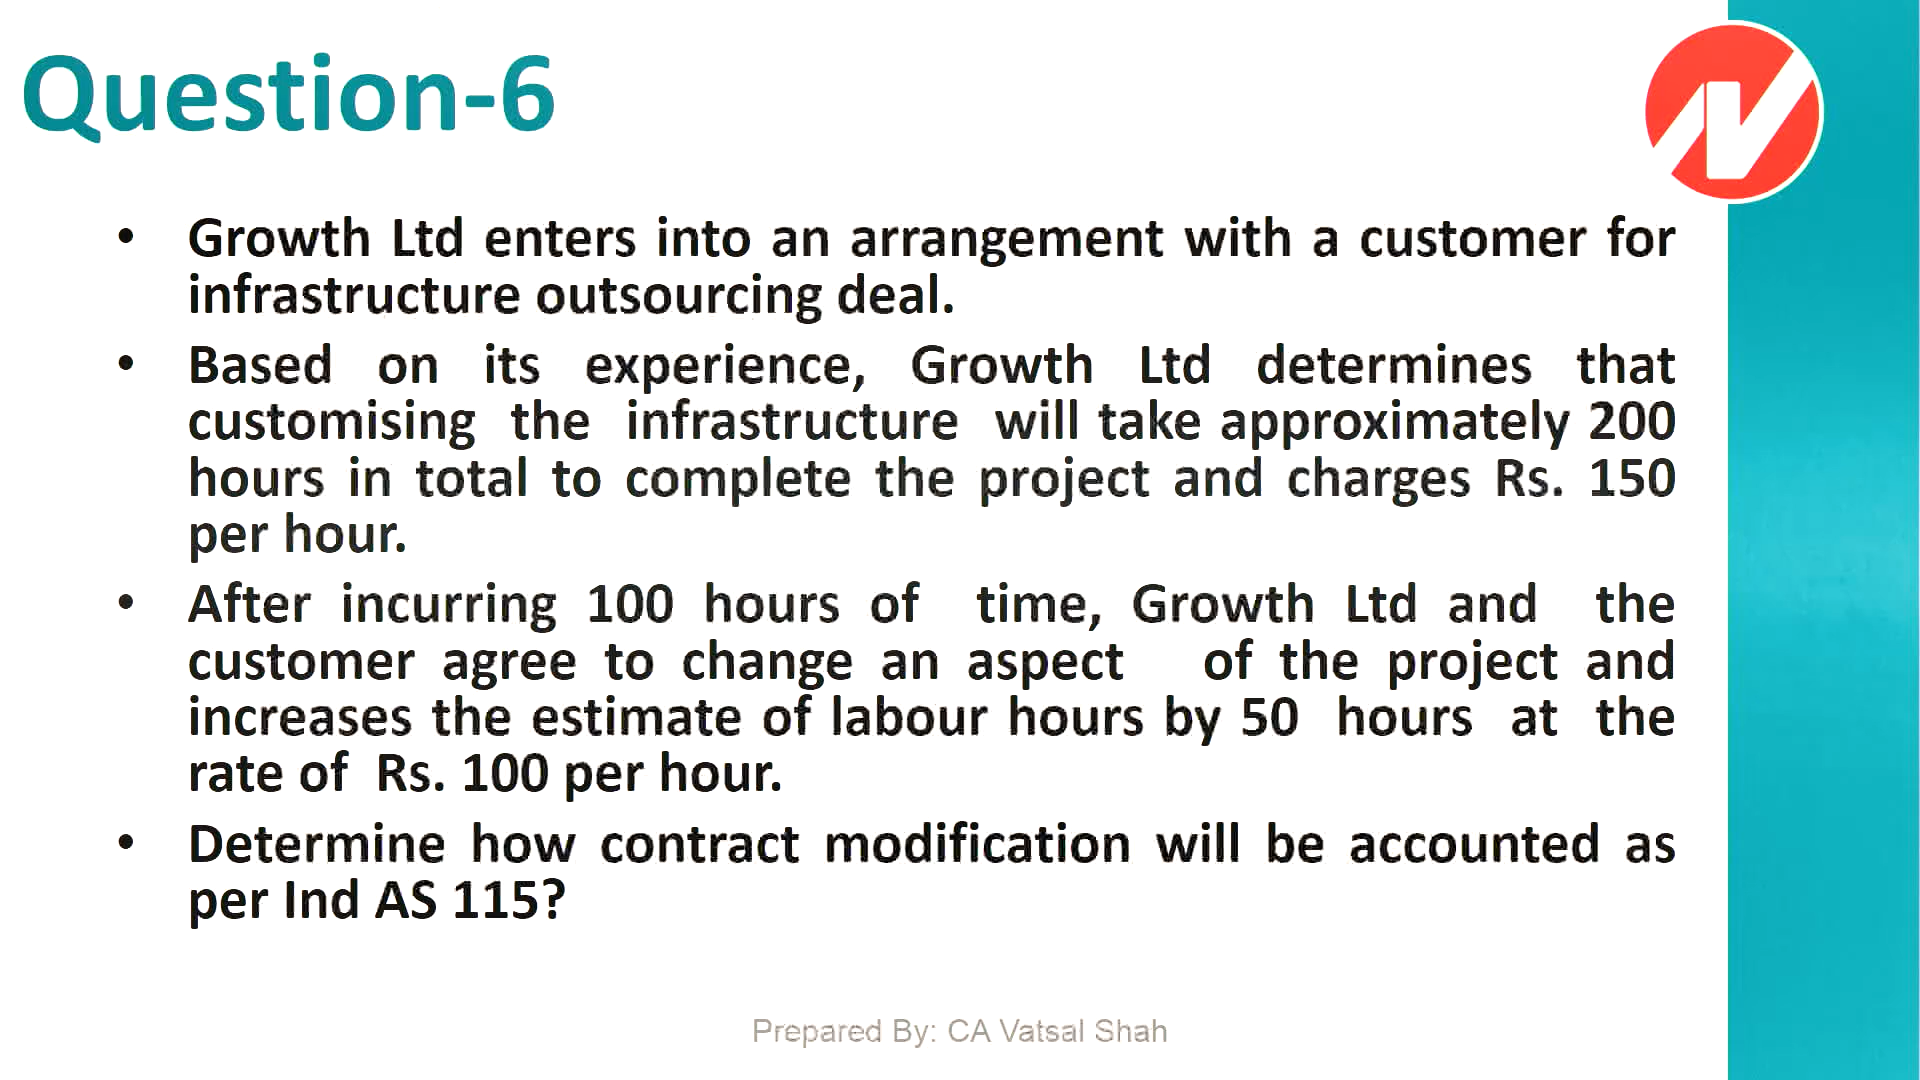 Question-6
• Growth Ltd enters into an arrangement with a customer for
infrastructure outsourcing deal.
• Based on its experience, Growth Ltd determines that
customising the infrastructure will take approximately 200
hours in total to complete the project and charges Rs. 150
per hour.
• After incurring 100 hours of time, Growth Ltd and the
customer agree to change an aspect of the project and
increases the estimate of labour hours by 50 hours at the
rate of Rs. 100 per hour.
• Determine how contract modification will be accounted as
per Ind AS 115?
Prepared By: CA Vatsal Shah